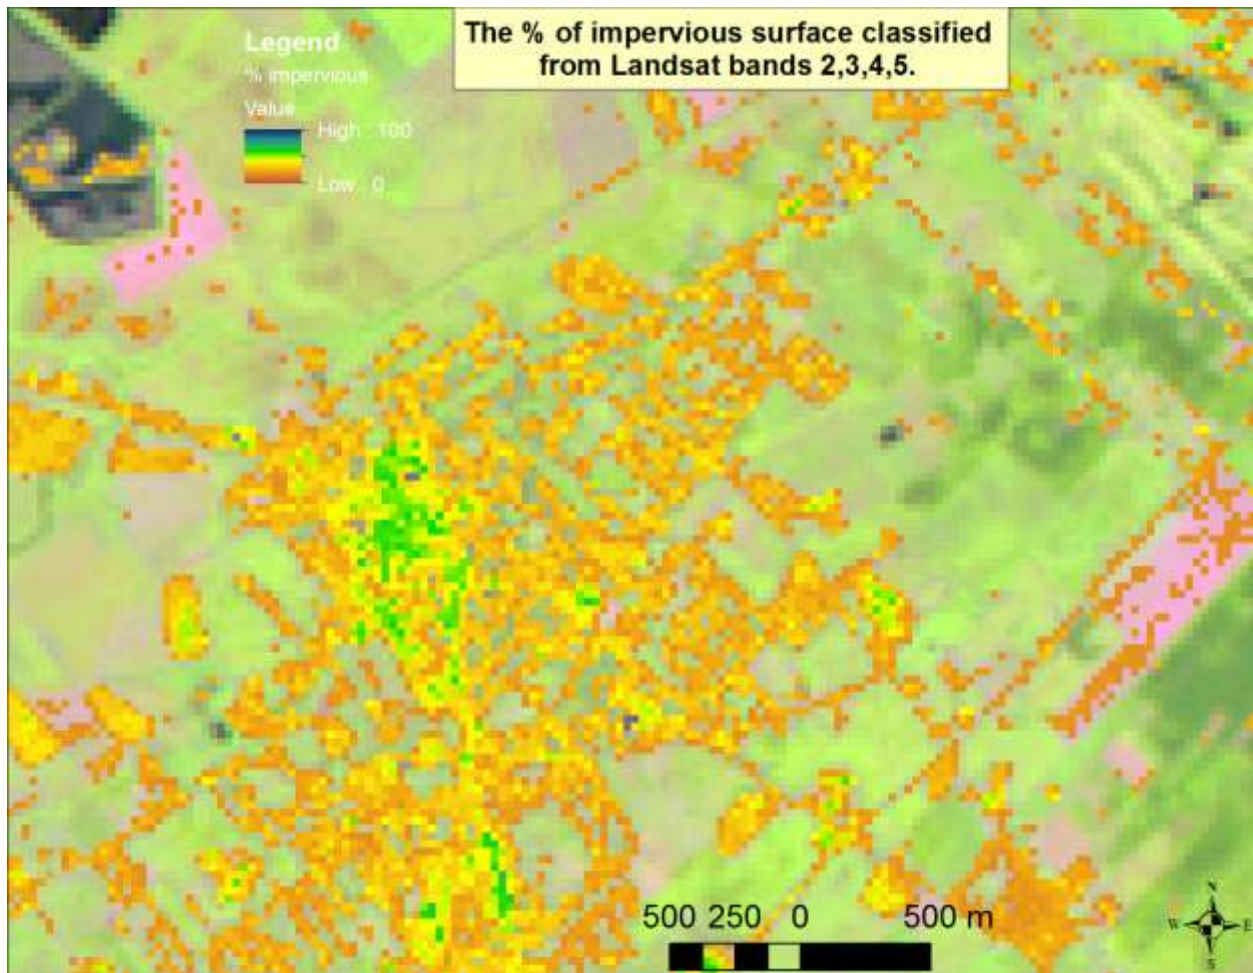 The % of impervious surface classified
from Landsat bands 2,3,4,5.
Legend
% impervious
Value
High : 100
Low : 0
500 250 0 500 m
N
W E
S